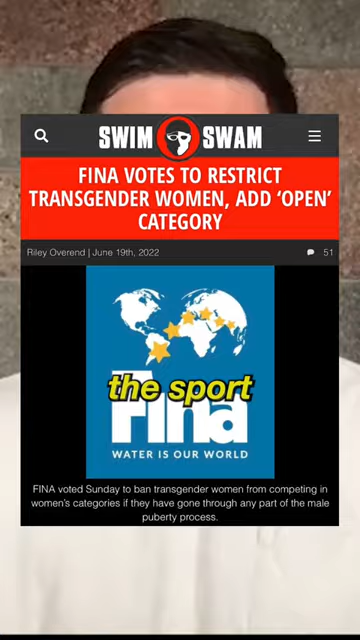 SWIM SWAM
FINA VOTES TO RESTRICT
TRANSGENDER WOMEN, ADD ‘OPEN’
CATEGORY
Riley Overend | June 19th, 2022 51
the sport
Fina
WATER IS OUR WORLD
FINA voted Sunday to ban transgender women from competing in
women's categories if they have gone through any part of the male
puberty process.